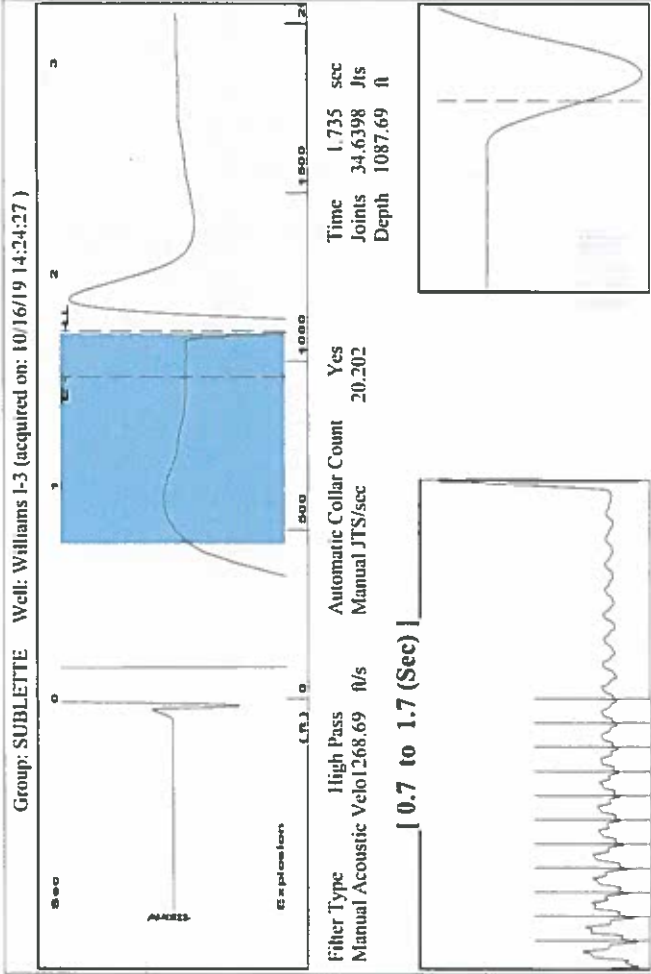 Group: SUBLETTE Well: Williams 1-3 (acquired on: 10/16/19 14:24:27 )
Sec 0 1 2 3
Explosion (ft) 0 500 1000 1500
Filter Type High Pass Automatic Collar Count Yes Time 1.735 sec
Manual Acoustic Velo1268.69 ft/s Manual JTS/sec 20.202 Joints 34.6398 Jts
Depth 1087.69 ft
[ 0.7 to 1.7 (Sec) ]